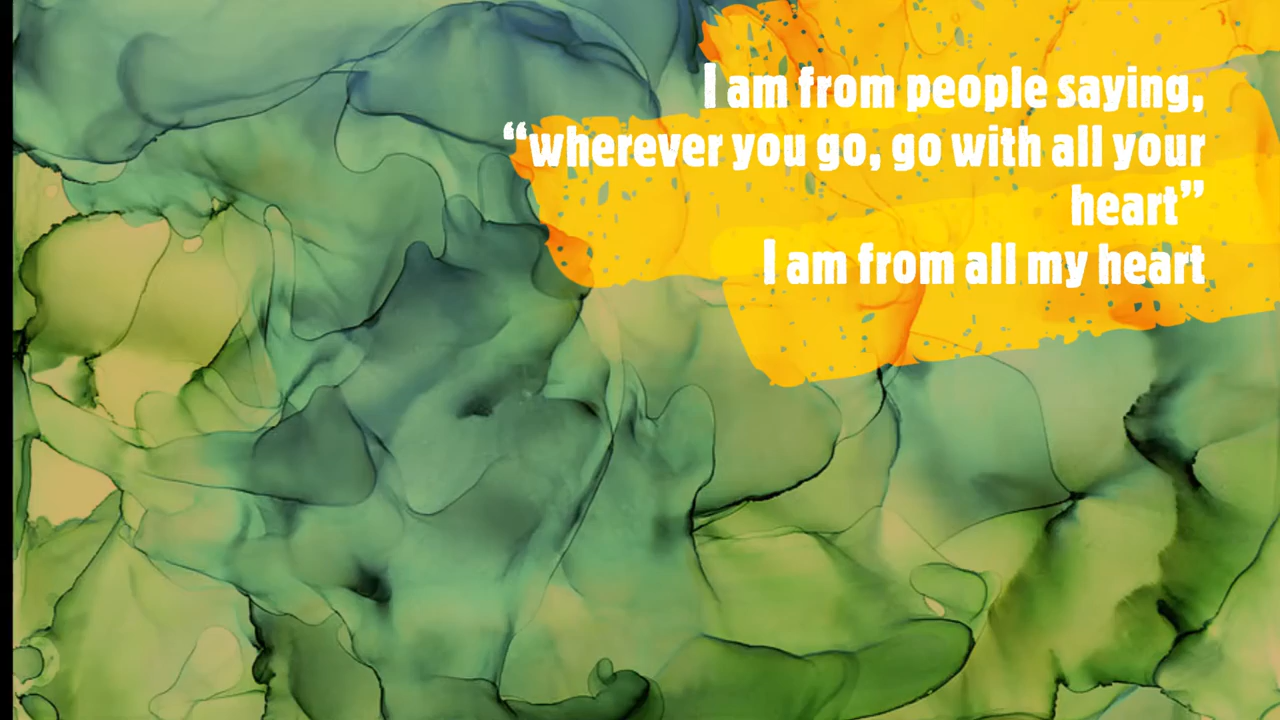 I am from people saying,
“wherever you go, go with all your
heart”
I am from all my heart